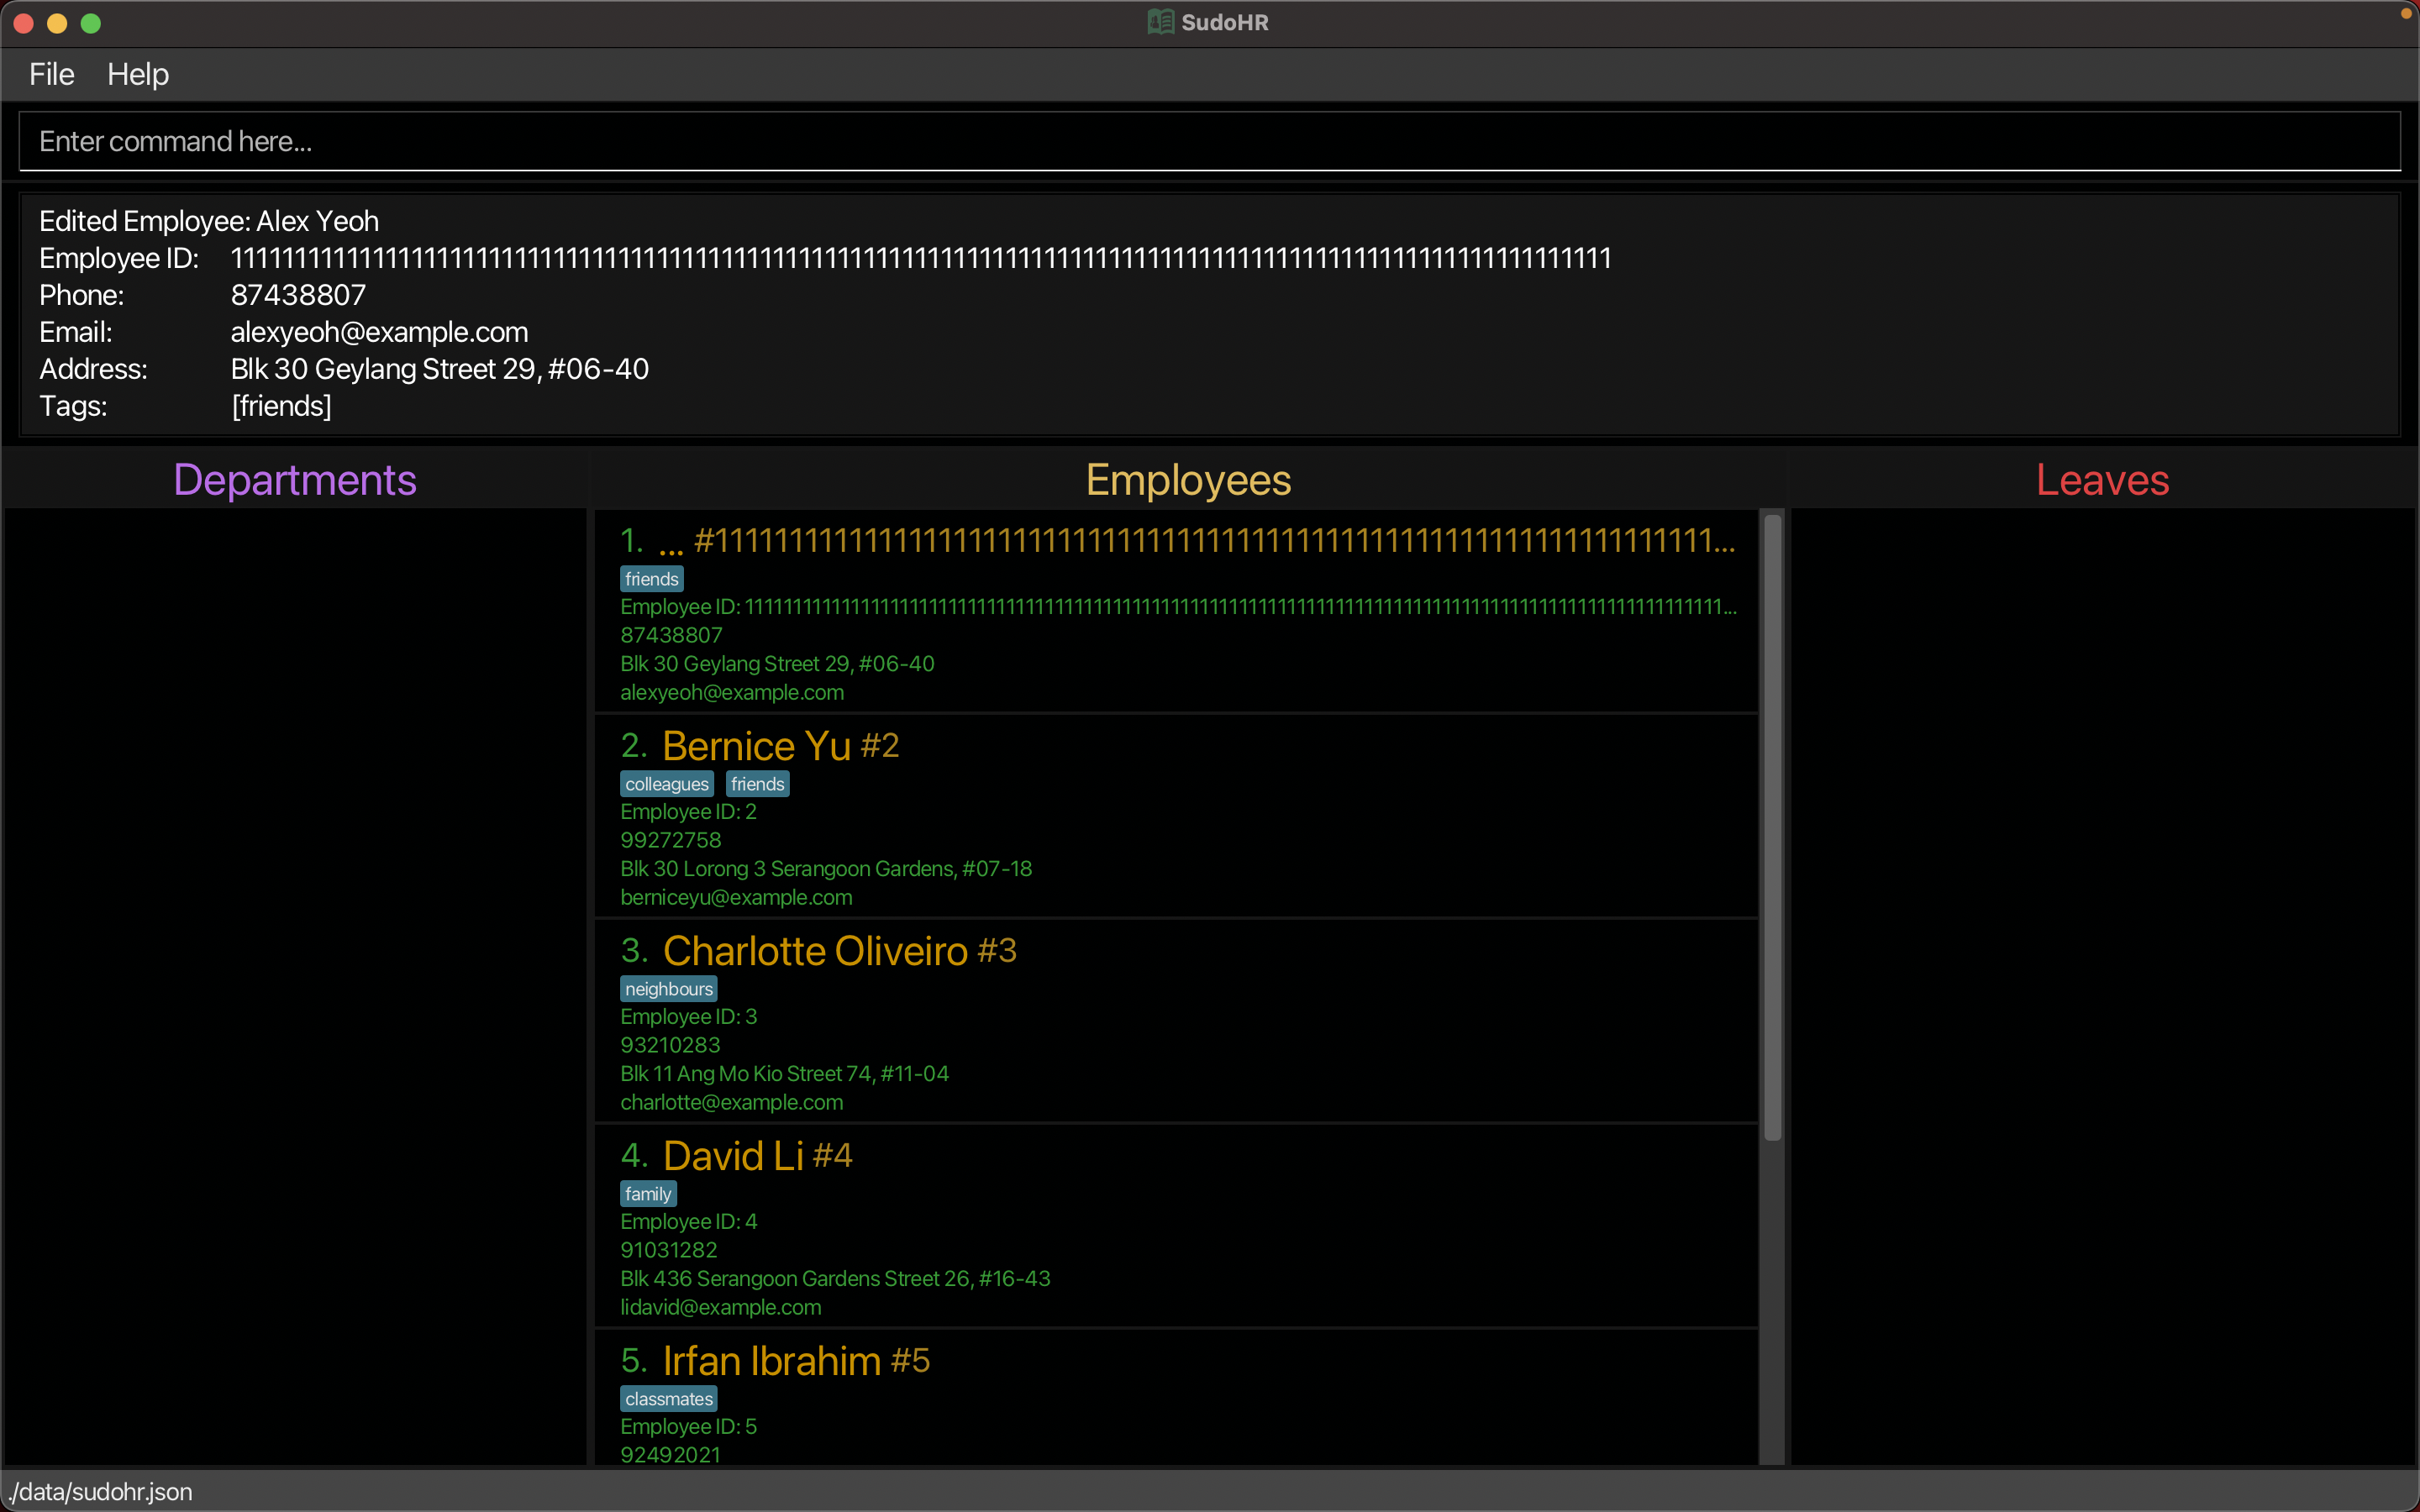 SudoHR
File Help
Enter command here...
Edited Employee: Alex Yeoh
Employee ID:
Phone: 87438807
Email: alexyeoh@example.com
Address: Blk 30 Geylang Street 29, #06-40
Tags: [friends]
Departments
Employees
Leaves
1. ...
friends
Employee ID:
87438807
Blk 30 Geylang Street 29, #06-40
alexyeoh@example.com
2. Bernice Yu #2
colleagues friends
Employee ID: 2
99272758
Blk 30 Lorong 3 Serangoon Gardens, #07-18
berniceyu@example.com
3. Charlotte Oliveiro #3
neighbours
Employee ID: 3
93210283
Blk 11 Ang Mo Kio Street 74, #11-04
charlotte@example.com
4. David Li #4
family
Employee ID: 4
91031282
Blk 436 Serangoon Gardens Street 26, #16-43
lidavid@example.com
5. Irfan Ibrahim #5
classmates
Employee ID: 5
92492021
./data/sudohr.json